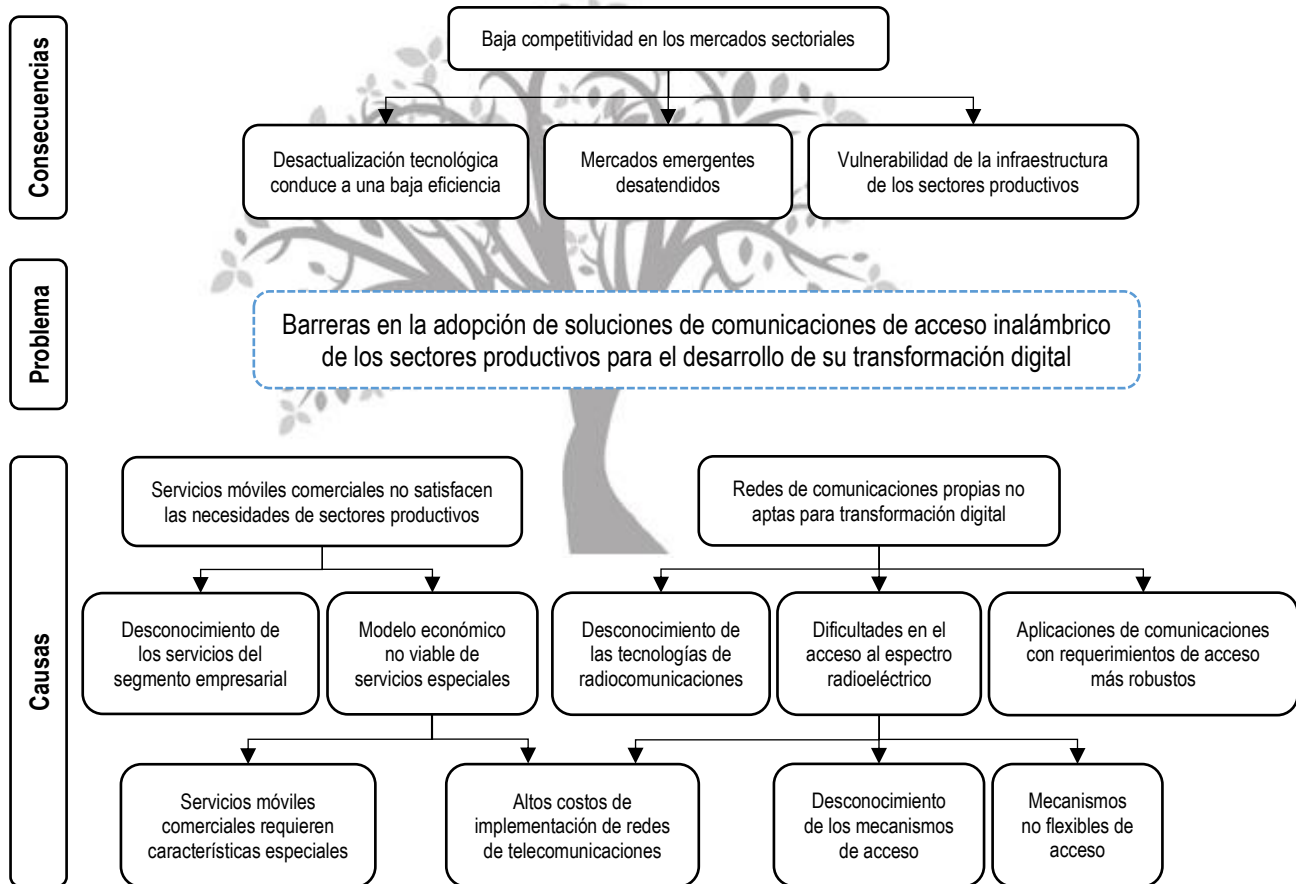 Consecuencias
Baja competitividad en los mercados sectoriales
Desactualización tecnológica
conduce a una baja eficiencia
Mercados emergentes
desatendidos
Vulnerabilidad de la infraestructura
de los sectores productivos
Problema
Barreras en la adopción de soluciones de comunicaciones de acceso inalámbrico
de los sectores productivos para el desarrollo de su transformación digital
Causas
Servicios móviles comerciales no satisfacen
las necesidades de sectores productivos
Redes de comunicaciones propias no
aptas para transformación digital
Desconocimiento de
los servicios del
segmento empresarial
Modelo económico
no viable de
servicios especiales
Desconocimiento de
las tecnologías de
radiocomunicaciones
Dificultades en el
acceso al espectro
radioeléctrico
Aplicaciones de comunicaciones
con requerimientos de acceso
más robustos
Servicios móviles
comerciales requieren
características especiales
Altos costos de
implementación de redes
de telecomunicaciones
Desconocimiento
de los mecanismos
de acceso
Mecanismos
no flexibles de
acceso